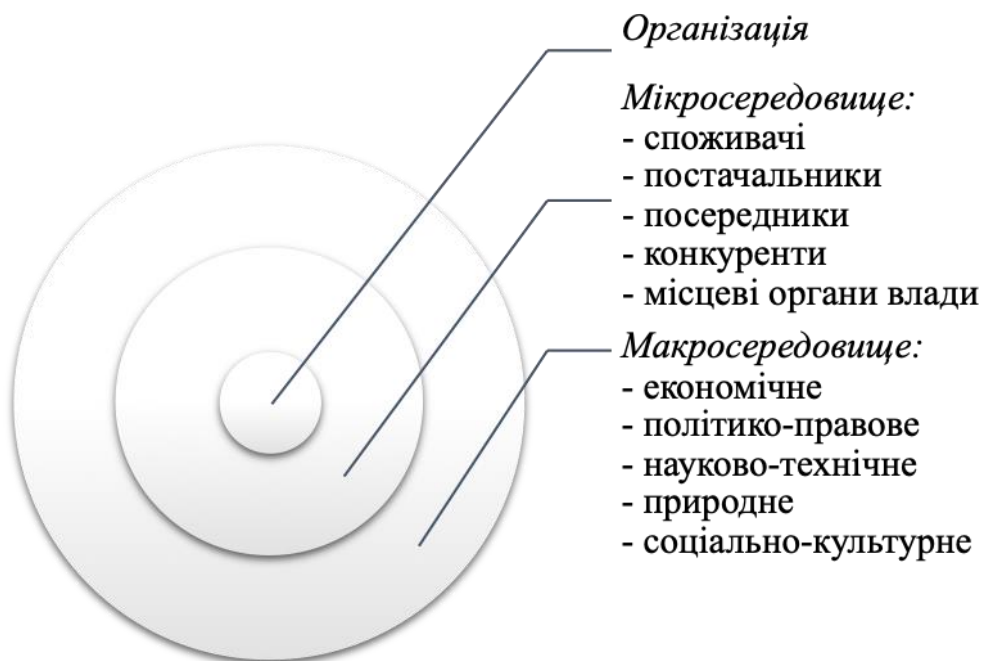 Організація
Мікросередовище:
- споживачі
- постачальники
- посередники
- конкуренти
- місцеві органи влади
Макросередовище:
- економічне
- політико-правове
- науково-технічне
- природне
- соціально-культурне